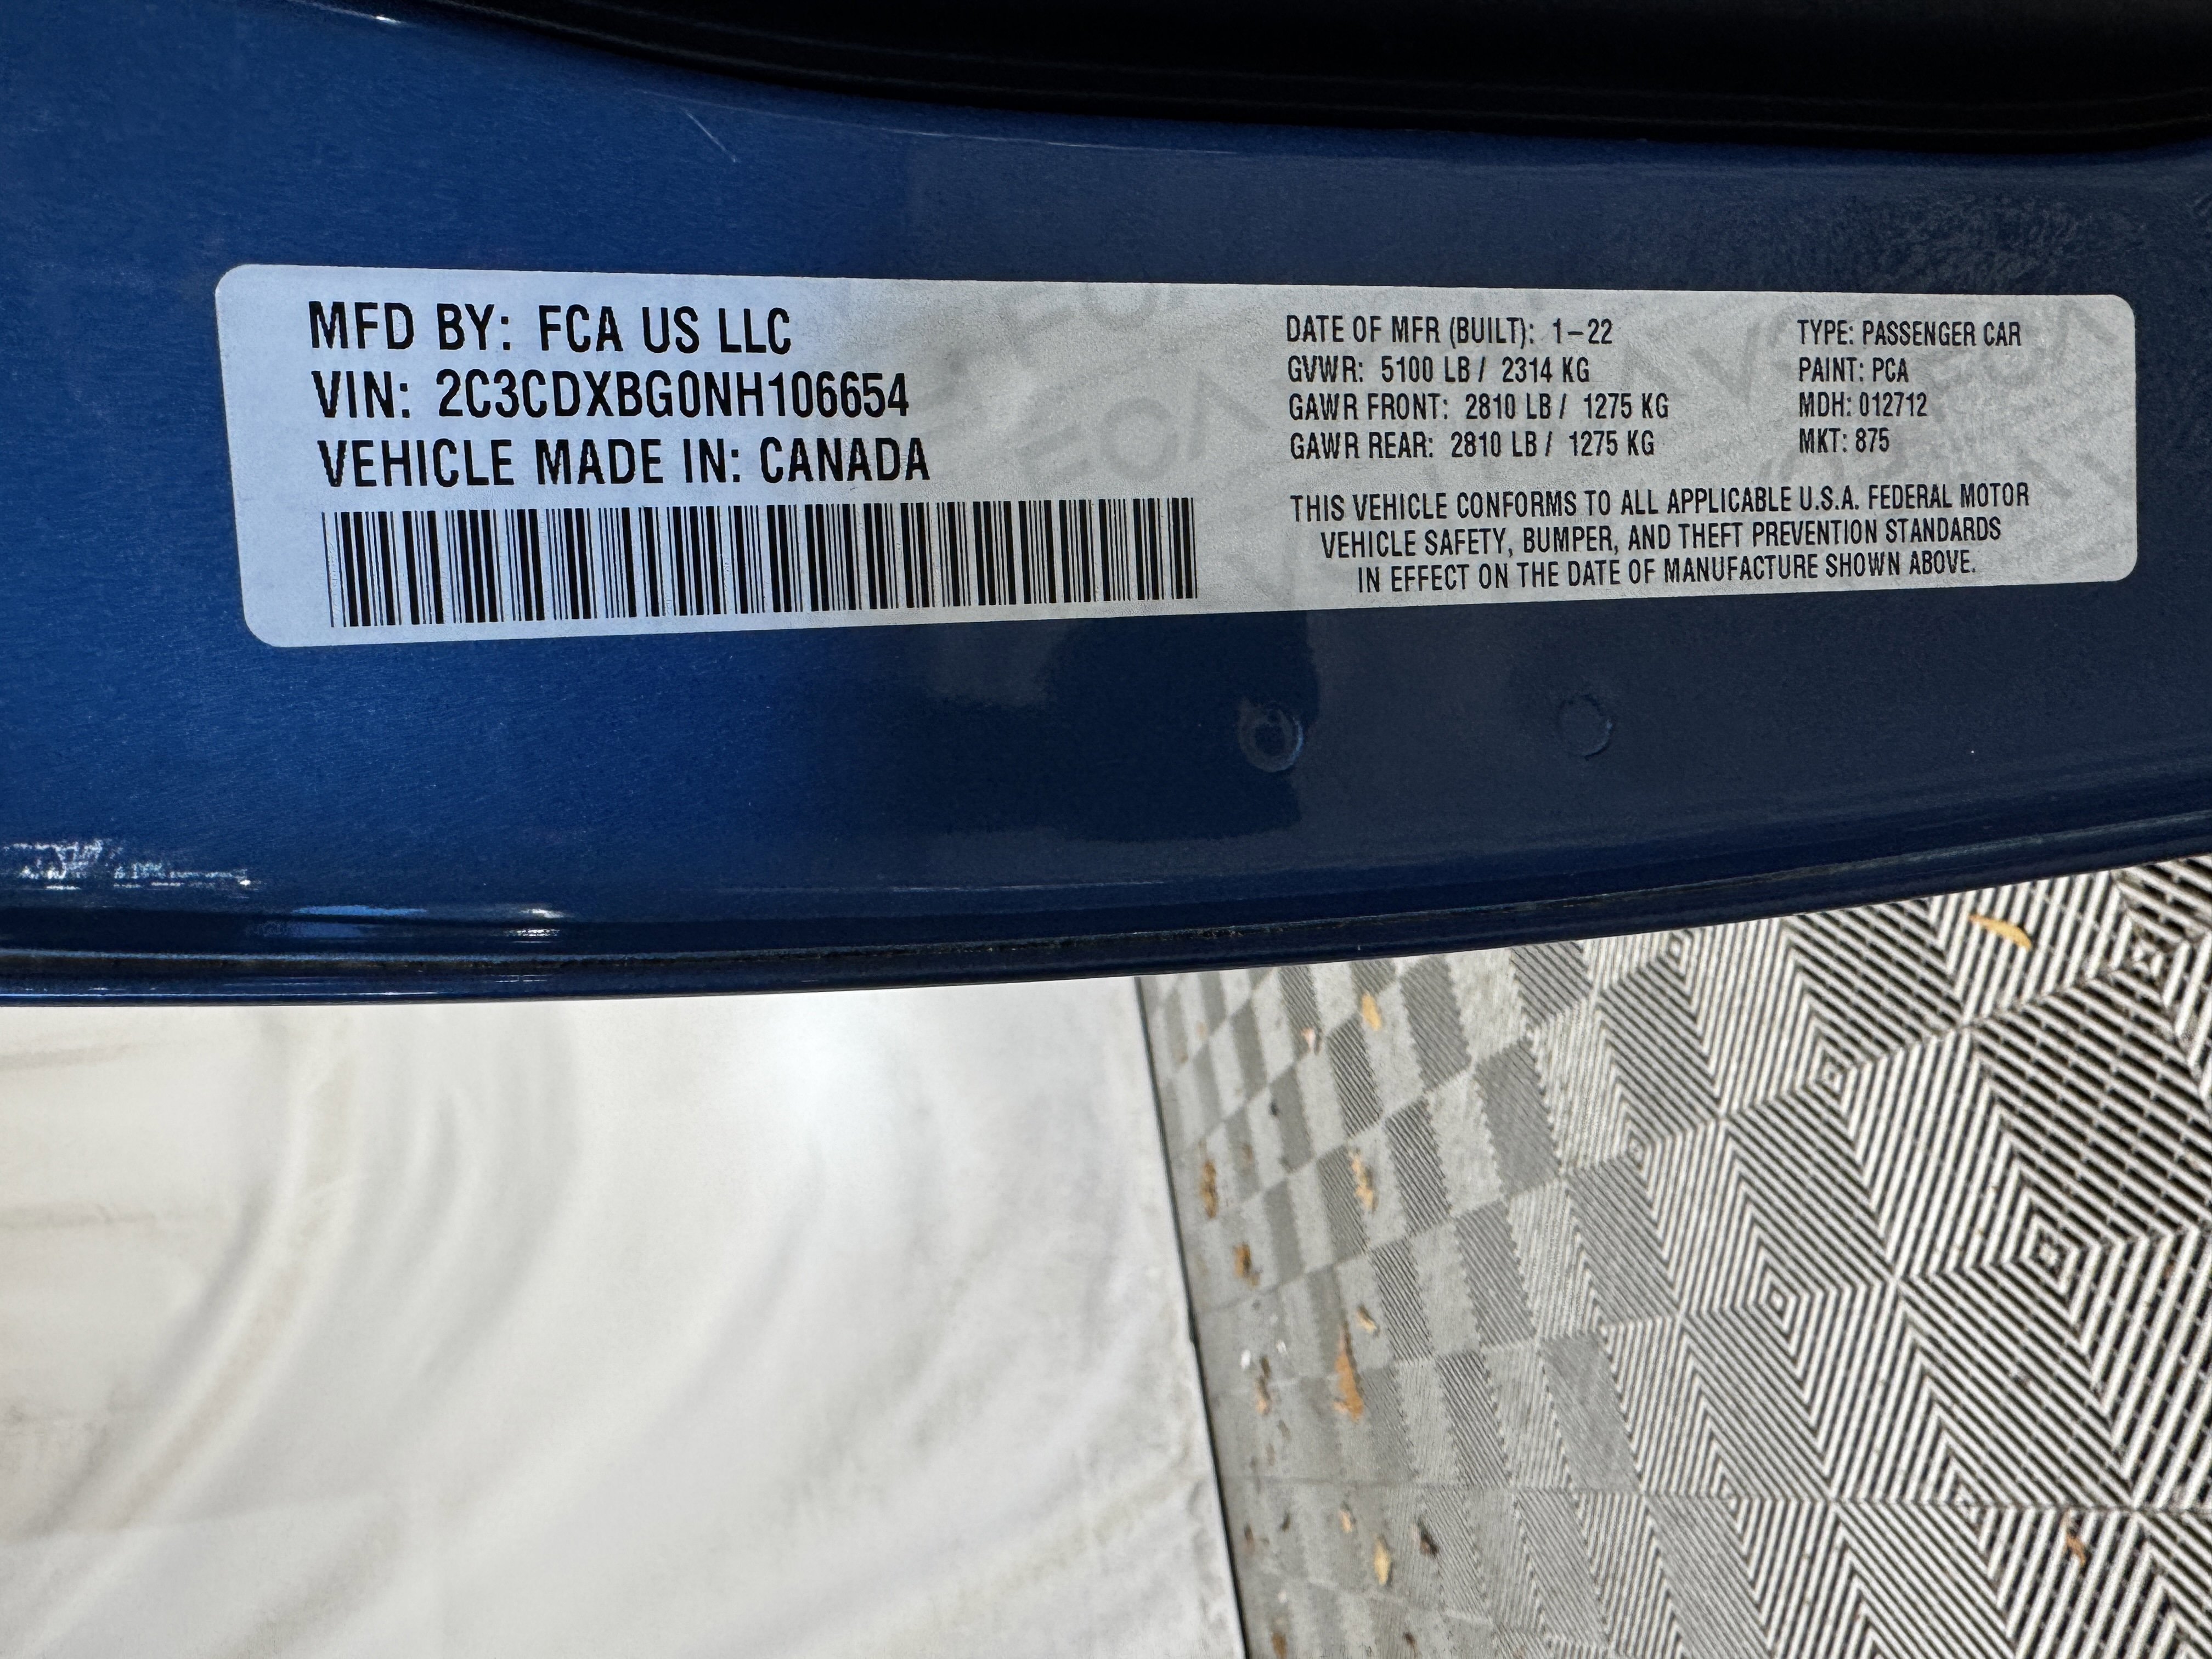 MFD BY: FCA US LLC
VIN: 2C3CDXBG0NH106654
VEHICLE MADE IN: CANADA
DATE OF MFR (BUILT): 1-22
GVWR: 5100 LB / 2314 KG
GAWR FRONT: 2810 LB / 1275 KG
GAWR REAR: 2810 LB / 1275 KG
TYPE: PASSENGER CAR
PAINT: PCA
MDH: 012712
MKT: 875
THIS VEHICLE CONFORMS TO ALL APPLICABLE U.S.A. FEDERAL MOTOR
VEHICLE SAFETY, BUMPER, AND THEFT PREVENTION STANDARDS
IN EFFECT ON THE DATE OF MANUFACTURE SHOWN ABOVE.